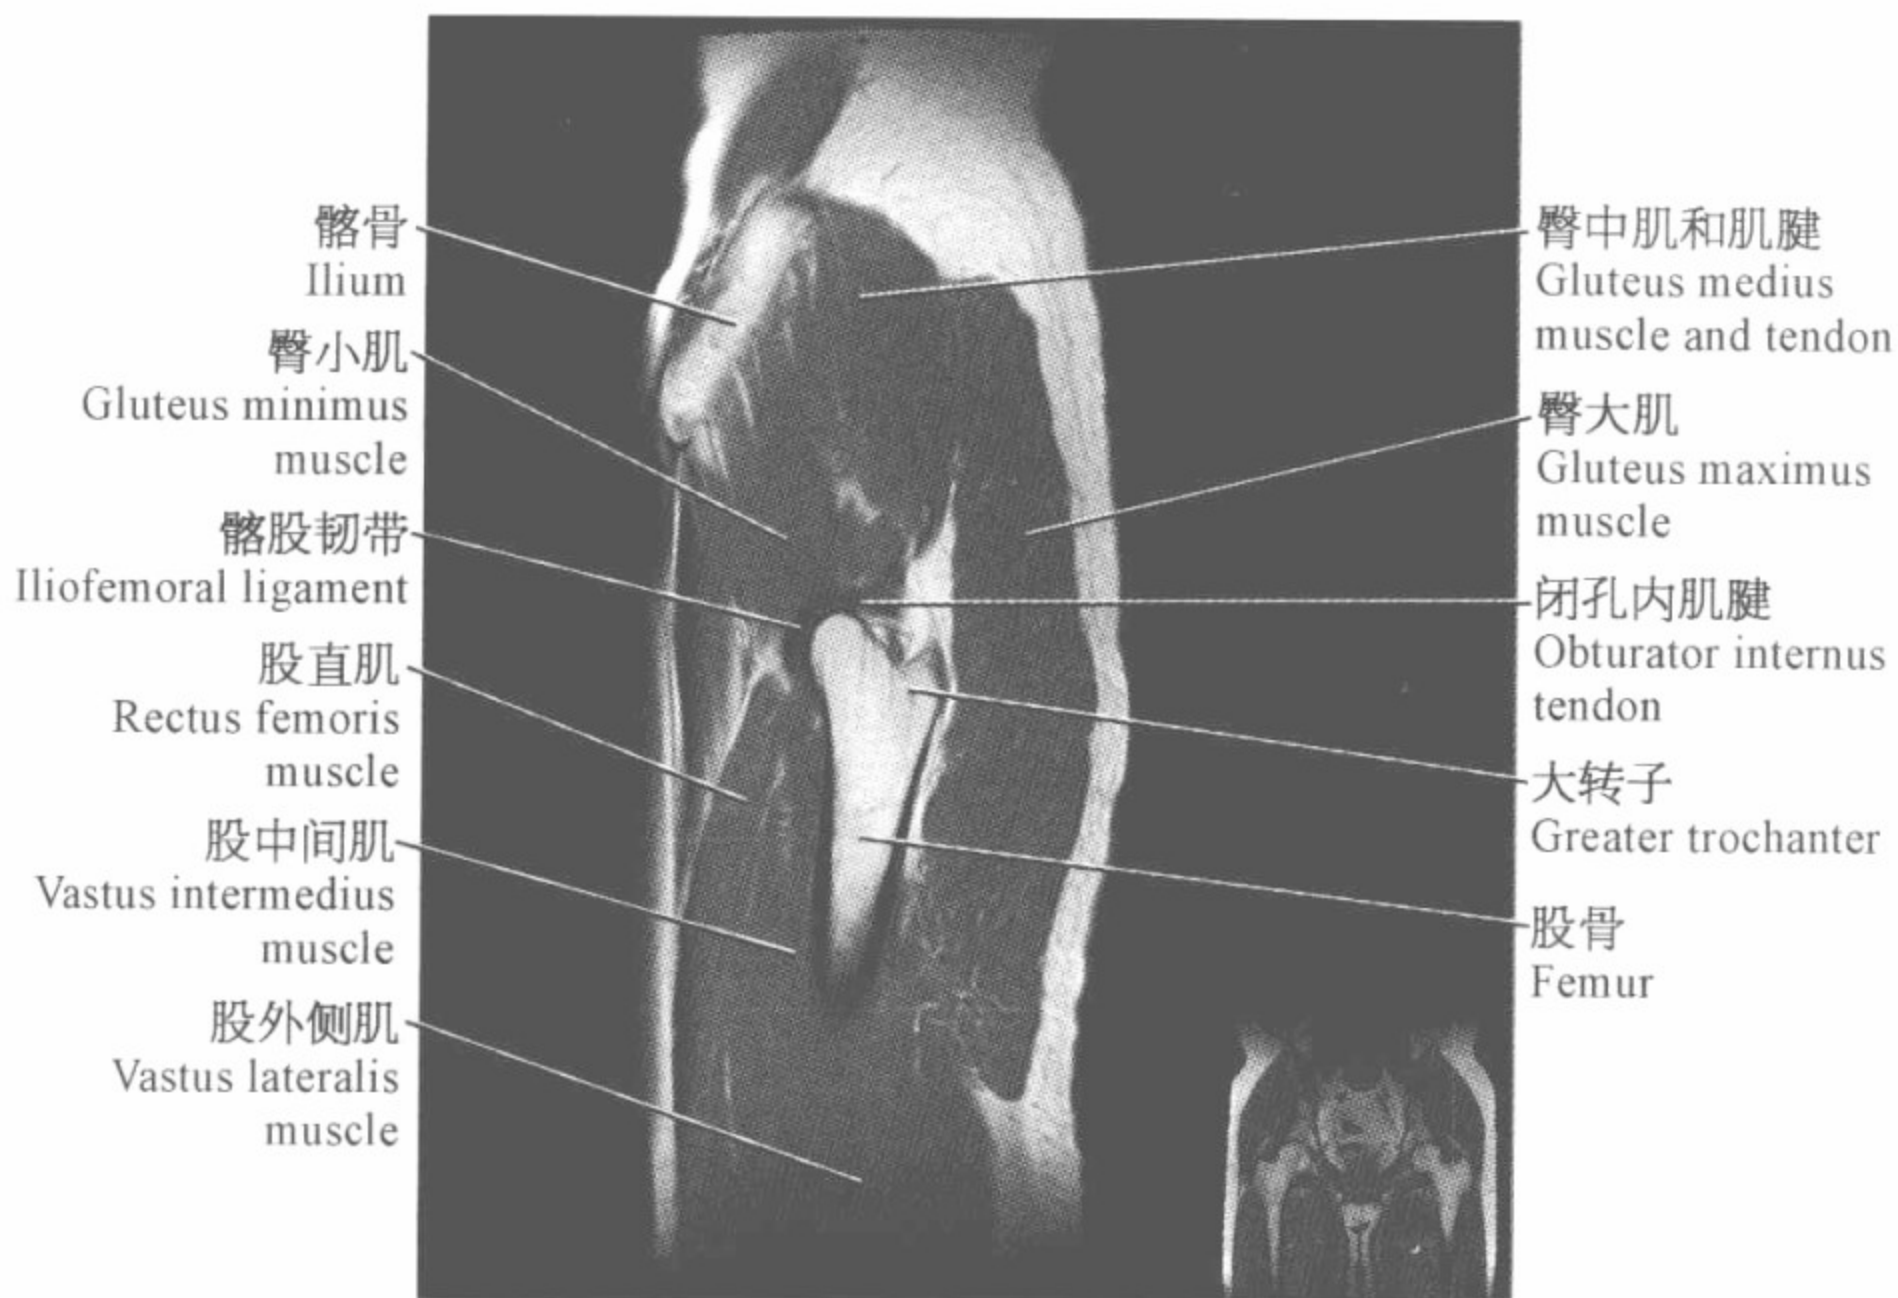 髂骨
Ilium
臀小肌
Gluteus minimus
muscle
髂股韧带
Iliofemoral ligament
股直肌
Rectus femoris
muscle
股中间肌
Vastus intermedius
muscle
股外侧肌
Vastus lateralis
muscle
臀中肌和肌腱
Gluteus medius
muscle and tendon
臀大肌
Gluteus maximus
muscle
闭孔内肌腱
Obturator internus
tendon
大转子
Greater trochanter
股骨
Femur